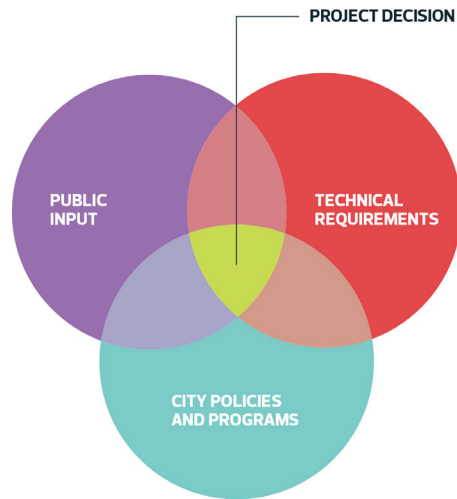 PROJECT DECISION
PUBLIC
INPUT
TECHNICAL
REQUIREMENTS
CITY POLICIES
AND PROGRAMS